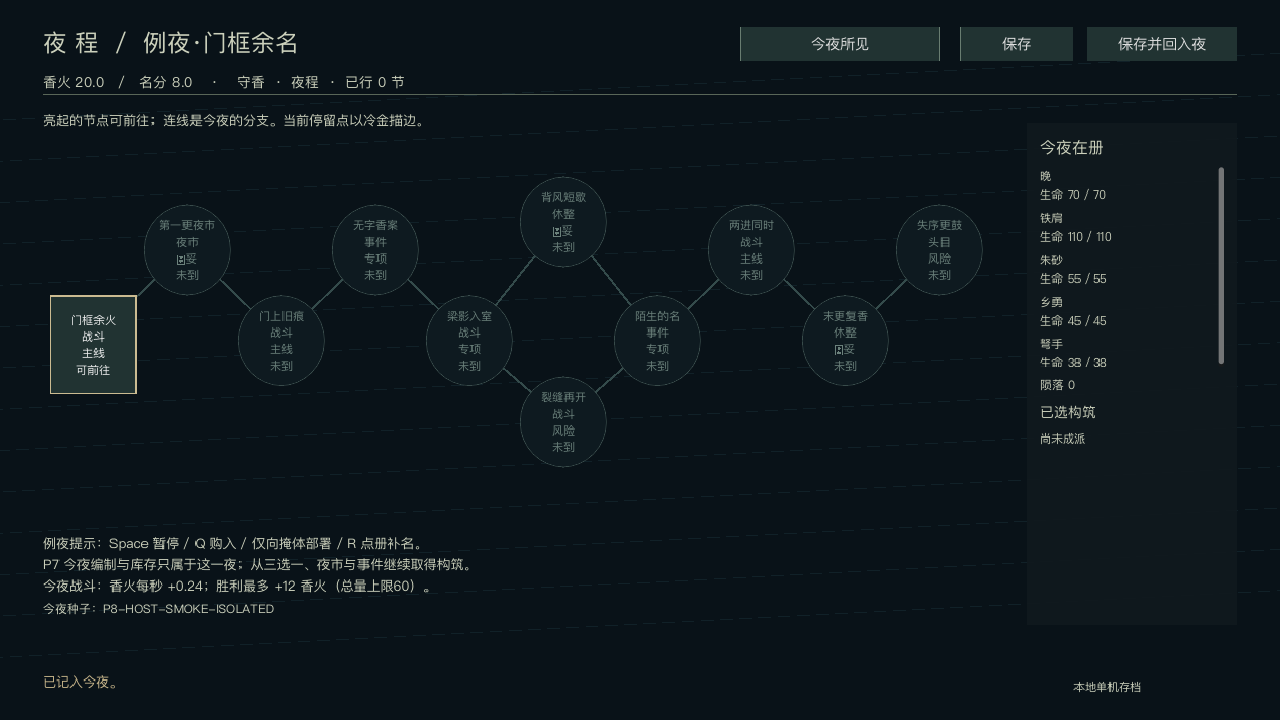 夜 程 / 例夜·门框余名
今夜所见
保存
保存并回入夜
香火 20.0 / 名分 8.0 · 守香 · 夜程 · 已行 0 节
亮起的节点可前往；连线是今夜的分支。当前停留点以冷金描边。
门框余火
战斗
主线
可前往
第一更夜市
夜市
妥
未到
门上旧痕
战斗
主线
未到
无字香案
事件
专项
未到
梁影入室
战斗
专项
未到
背风短歇
休整
妥
未到
裂缝再开
战斗
风险
未到
陌生的名
事件
专项
未到
两进同时
战斗
主线
未到
末更复香
休整
妥
未到
失序更鼓
头目
风险
未到
今夜在册
晚
生命 70 / 70
铁肩
生命 110 / 110
朱砂
生命 55 / 55
乡勇
生命 45 / 45
弩手
生命 38 / 38
陨落 0
已选构筑
尚未成派
例夜提示：Space 暂停 / Q 购入 / 仅向掩体部署 / R 点册补名。
P7 今夜编制与库存只属于这一夜；从三选一、夜市与事件继续取得构筑。
今夜战斗：香火每秒 +0.24；胜利最多 +12 香火（总量上限60）。
今夜种子：P8-HOST-SMOKE-ISOLATED
已记入今夜。
本地单机存档